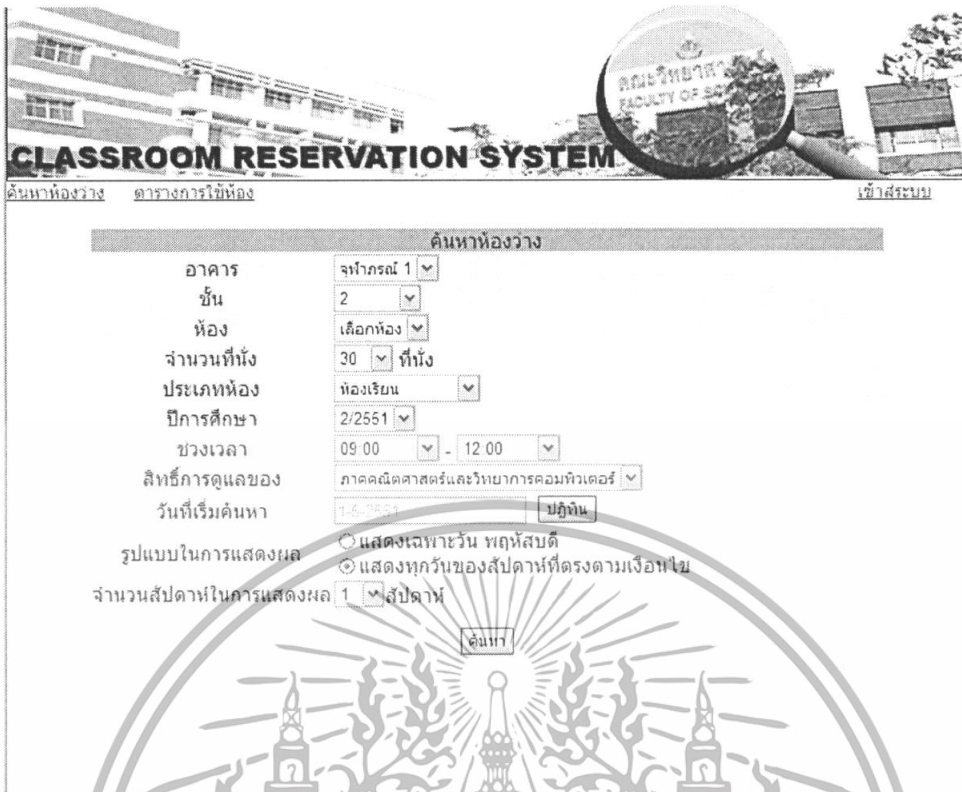 คณะวิทยาศา
FACULTY OF SC
CLASSROOM RESERVATION SYSTEM
ค้นหาห้องว่าง ตารางการใช้ห้อง เข้าสู่ระบบ
ค้นหาห้องว่าง
อาคาร จุฬาภรณ์ 1
ชั้น 2
ห้อง เลือกห้อง
จำนวนที่นั่ง 30 ที่นั่ง
ประเภทห้อง ห้องเรียน
ปีการศึกษา 2/2551
ช่วงเวลา 09:00 - 12:00
สิทธิ์การดูแลของ ภาคคณิตศาสตร์และวิทยาการคอมพิวเตอร์
วันที่เริ่มค้นหา 1-5-2551 ปฏิทิน
รูปแบบในการแสดงผล แสดงเฉพาะวัน พฤหัสบดี
แสดงทุกวันของสัปดาห์ที่ตรงตามเงื่อนไข
จำนวนสัปดาห์ในการแสดงผล 1 สัปดาห์
ค้นหา